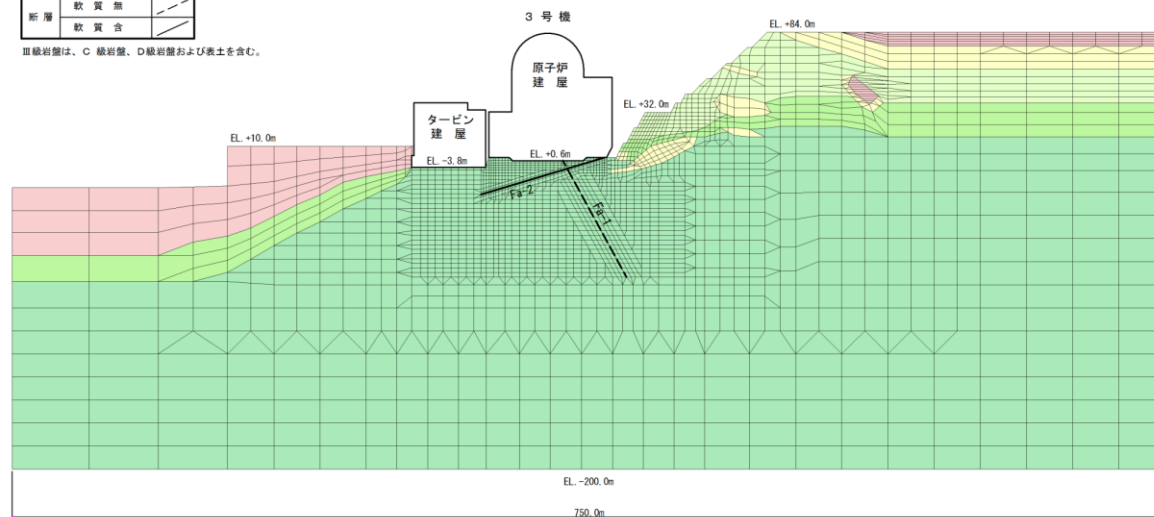 軟質無
断層
軟質含
Ⅲ級岩盤は、C 級岩盤、D級岩盤および表土を含む。
3 号 機
EL. +84.0m
原子炉
建 屋
EL. +32.0m
タービン
建 屋
EL. +10.0m
EL. -3.8m
EL. +0.6m
Fa-2
Fa-1
EL. -200.0m
750.0m